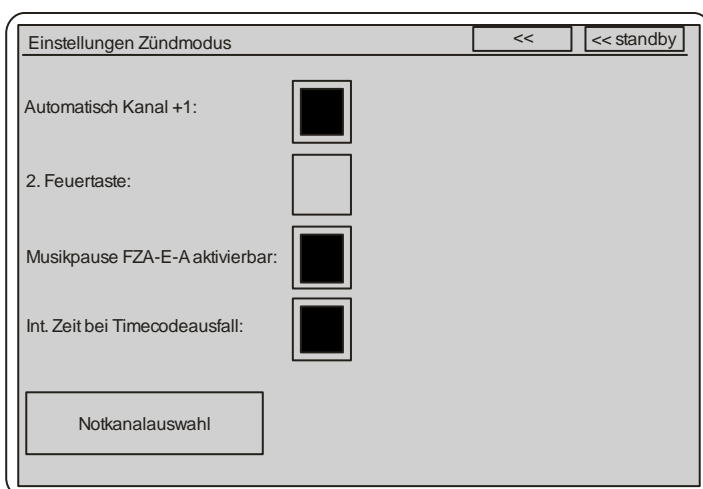 Einstellungen Zündmodus << << standby
Automatisch Kanal +1:
2. Feuertaste:
Musikpause FZA-E-A aktivierbar:
Int. Zeit bei Timecodeausfall:
Notkanalauswahl